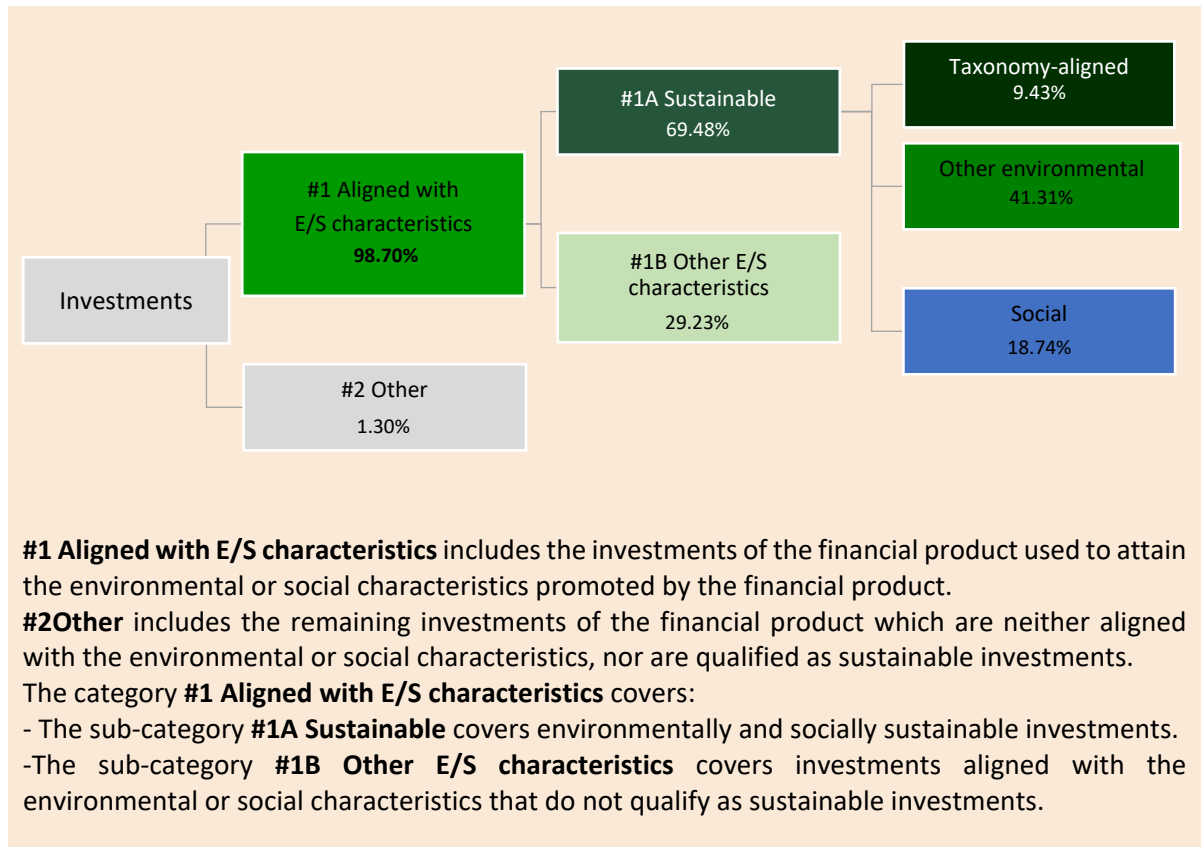 Investments
#1 Aligned with
E/S characteristics
98.70%
#2 Other
1.30%
#1A Sustainable
69.48%
#1B Other E/S
characteristics
29.23%
Taxonomy-aligned
9.43%
Other environmental
41.31%
Social
18.74%
#1 Aligned with E/S characteristics includes the investments of the financial product used to attain
the environmental or social characteristics promoted by the financial product.
#2Other includes the remaining investments of the financial product which are neither aligned
with the environmental or social characteristics, nor are qualified as sustainable investments.
The category #1 Aligned with E/S characteristics covers:
- The sub-category #1A Sustainable covers environmentally and socially sustainable investments.
-The sub-category #1B Other E/S characteristics covers investments aligned with the
environmental or social characteristics that do not qualify as sustainable investments.